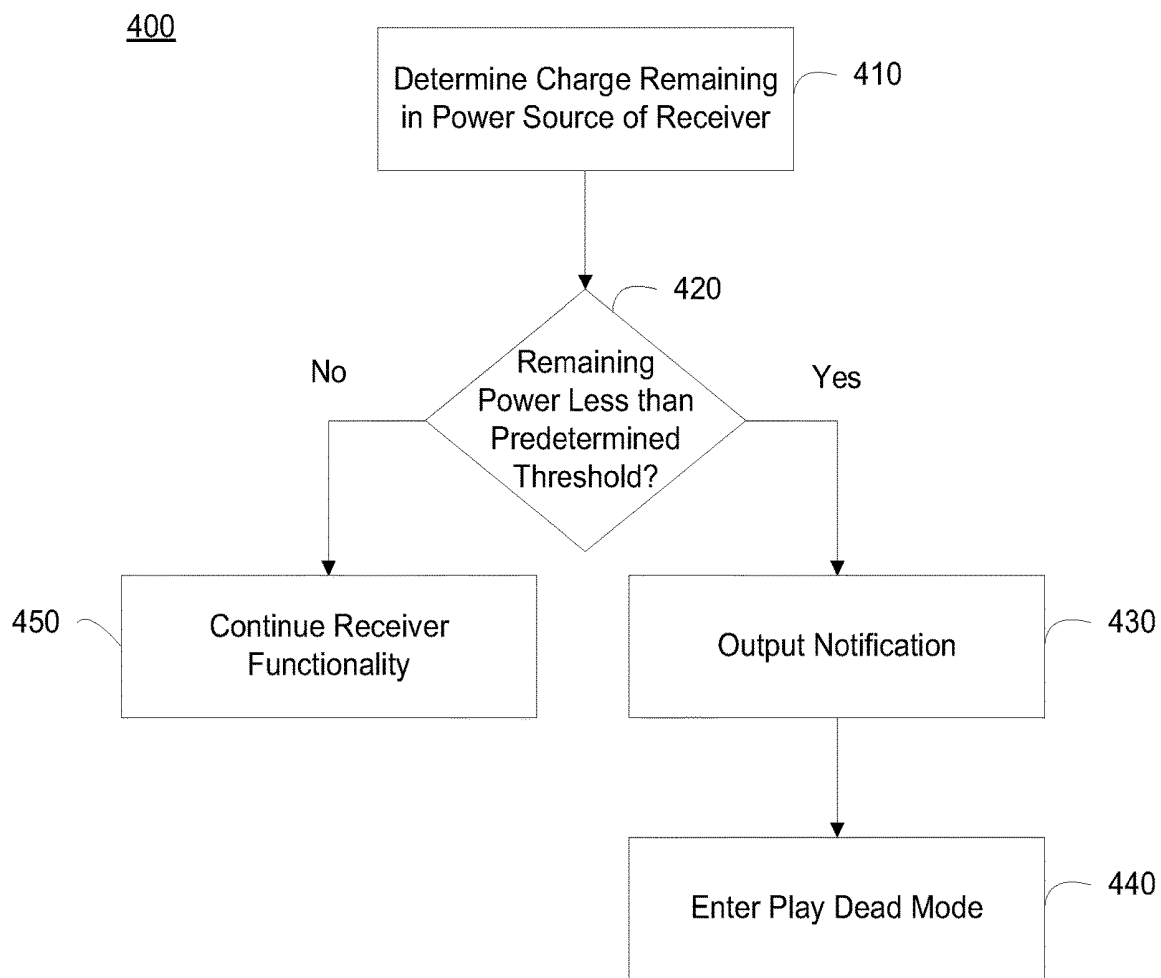 400
Determine Charge Remaining
in Power Source of Receiver
410
420
Remaining
Power Less than
Predetermined
Threshold?
No
Yes
450
Continue Receiver
Functionality
Output Notification
430
Enter Play Dead Mode
440